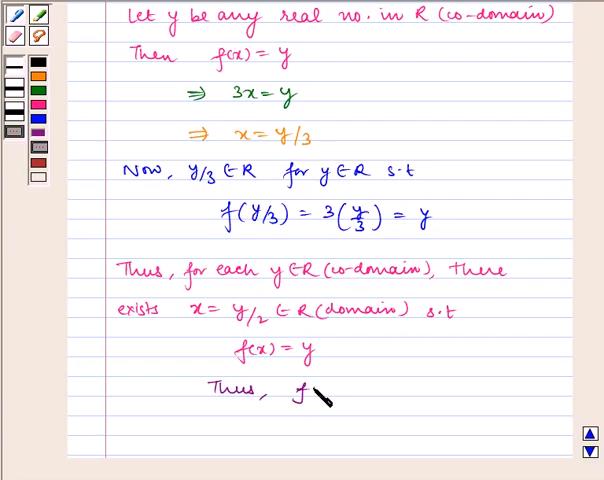 Let y be any real no. in R (co-domain)
Then f(x) = y
⇒ 3x = y
⇒ x = y/3
Now, y/3 ∈ R for y ∈ R s.t
f(y/3) = 3(y/3) = y
Thus, for each y ∈ R (co-domain), there
exists x = y/2 ∈ R (domain) s.t
f(x) = y
Thus, f